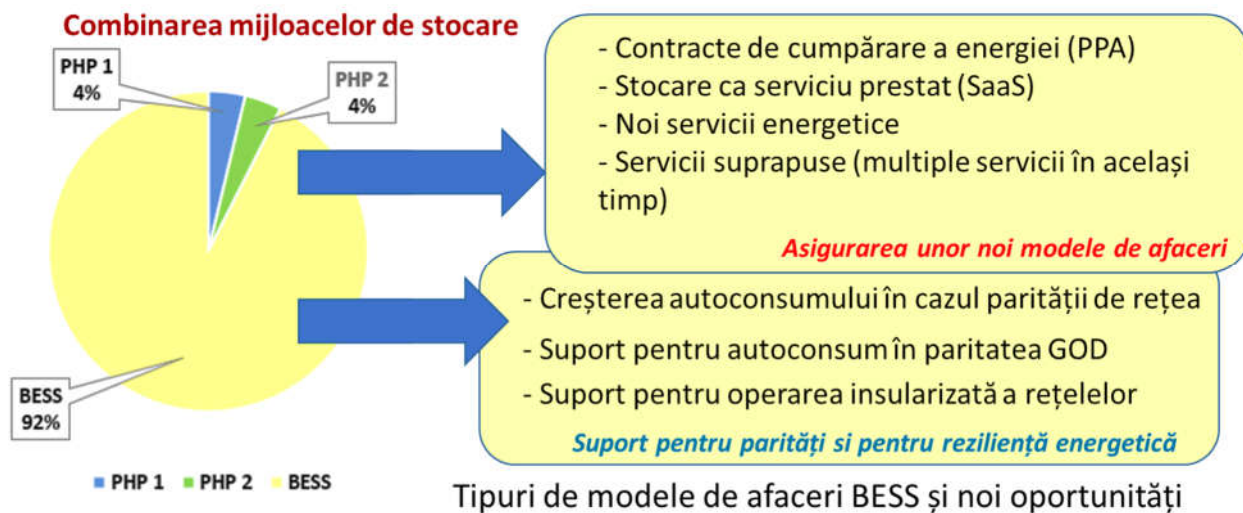 Combinarea mijloacelor de stocare
PHP 1
4%
PHP 2
4%
BESS
92%
PHP 1 PHP 2 BESS
- Contracte de cumpărare a energiei (PPA)
- Stocare ca serviciu prestat (SaaS)
- Noi servicii energetice
- Servicii suprapuse (multiple servicii în același
timp)
Asigurarea unor noi modele de afaceri
- Creșterea autoconsumului în cazul parității de rețea
- Suport pentru autoconsum în paritatea GOD
- Suport pentru operarea insularizată a rețelelor
Suport pentru parități si pentru reziliență energetică
Tipuri de modele de afaceri BESS și noi oportunități